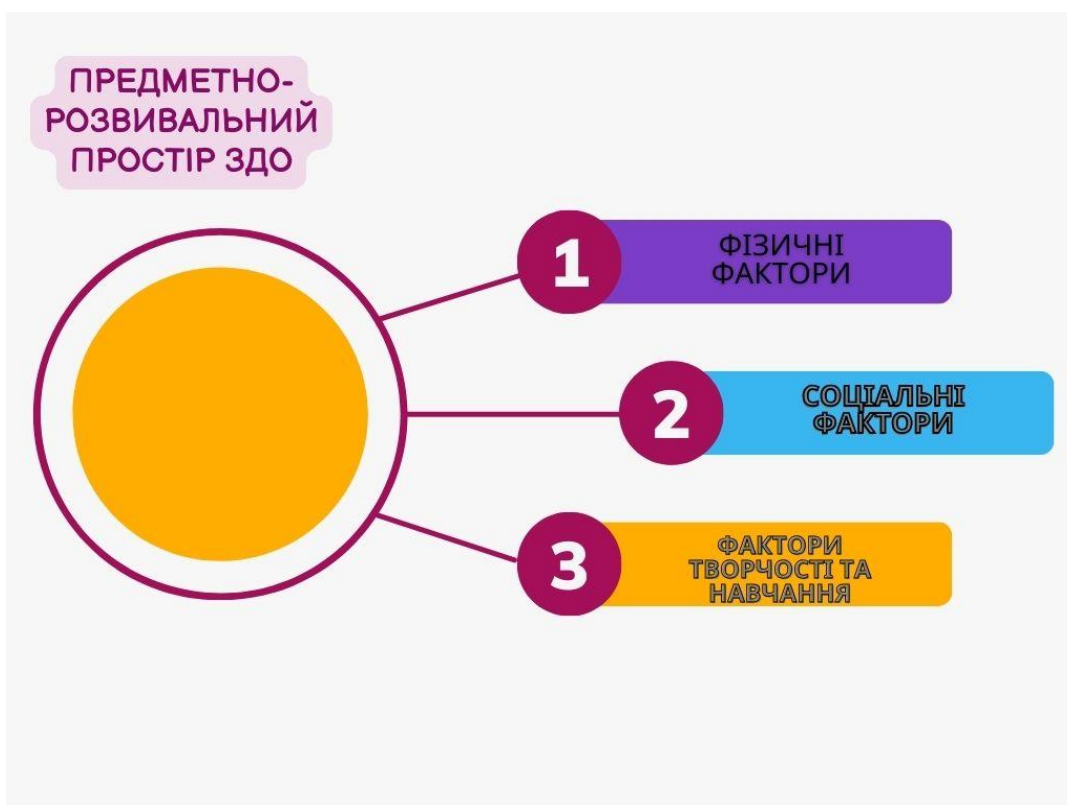 ПРЕДМЕТНО-
РОЗВИВАЛЬНИЙ
ПРОСТІР ЗДО
1
ФІЗИЧНІ
ФАКТОРИ
2
СОЦІАЛЬНІ
ФАКТОРИ
3
ФАКТОРИ
ТВОРЧОСТІ ТА
НАВЧАННЯ